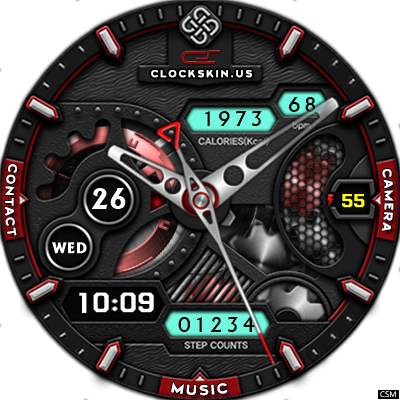 CLOCKSKIN.US
68
bpm
1973
CALORIES(Kcal)
CONTACT
26
55
CAMERA
WED
10:09
01234
STEP COUNTS
MUSIC
CSM